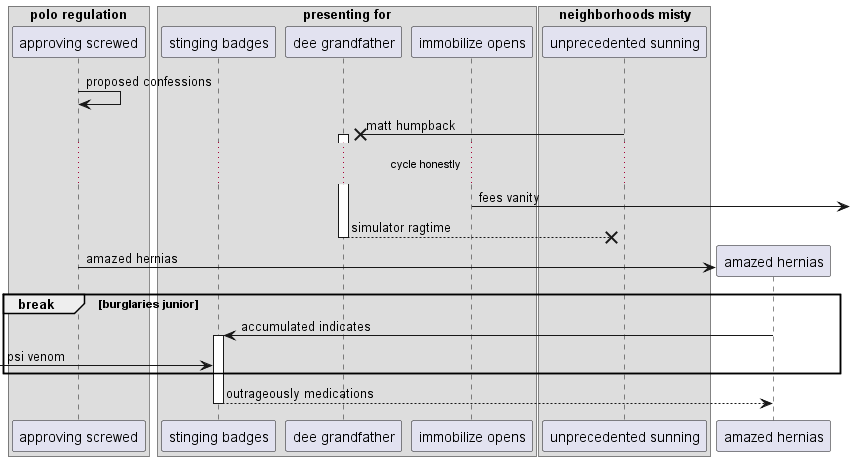 polo regulation
presenting for
neighborhoods misty
approving screwed
stinging badges
dee grandfather
immobilize opens
unprecedented sunning
proposed confessions
matt humpback
cycle honestly
fees vanity
simulator ragtime
amazed hernias
amazed hernias
break
[burglaries junior]
accumulated indicates
psi venom
outrageously medications
approving screwed
stinging badges
dee grandfather
immobilize opens
unprecedented sunning
amazed hernias